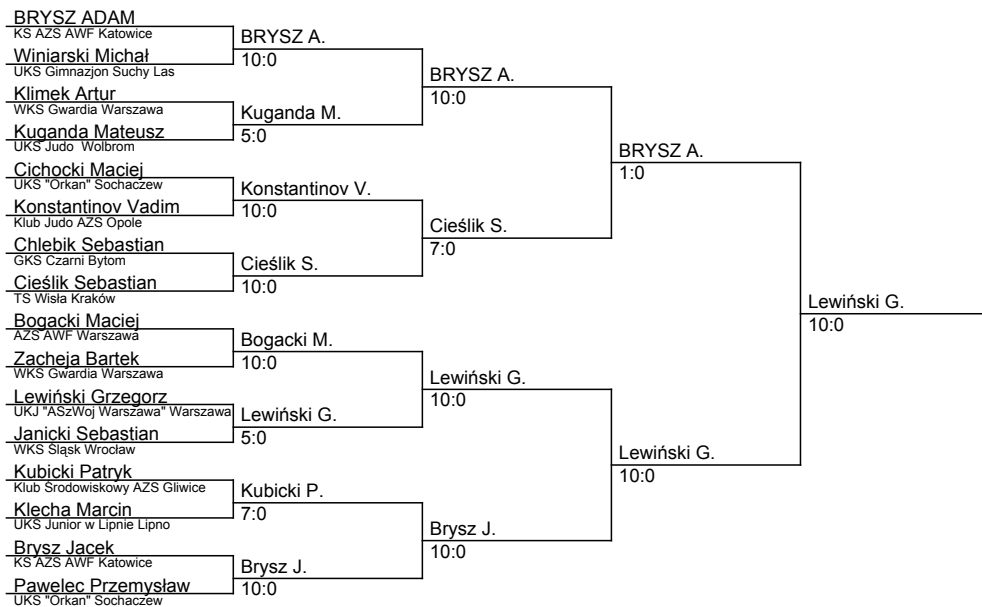 BRYSZ ADAM
KS AZS AWF Katowice
Winiarski Michał
UKS Gimnazjon Suchy Las
Klimek Artur
WKS Gwardia Warszawa
Kuganda Mateusz
UKS Judo Wolbrom
Cichocki Maciej
UKS "Orkan" Sochaczew
Konstantinov Vadim
Klub Judo AZS Opole
Chlebik Sebastian
GKS Czarni Bytom
Cieślik Sebastian
TS Wisła Kraków
Bogacki Maciej
AZS AWF Warszawa
Zacheja Bartek
WKS Gwardia Warszawa
Lewiński Grzegorz
UKJ "ASzWoj Warszawa" Warszawa
Janicki Sebastian
WKS Śląsk Wrocław
Kubicki Patryk
Klub Środowiskowy AZS Gliwice
Klecha Marcin
UKS Junior w Lipnie Lipno
Brysz Jacek
KS AZS AWF Katowice
Pawelec Przemysław
UKS "Orkan" Sochaczew
BRYSZ A.
10:0
Kuganda M.
5:0
Konstantinov V.
10:0
Cieślik S.
10:0
Bogacki M.
10:0
Lewiński G.
5:0
Kubicki P.
7:0
Brysz J.
10:0
BRYSZ A.
10:0
Cieślik S.
7:0
Lewiński G.
10:0
Brysz J.
10:0
BRYSZ A.
1:0
Lewiński G.
10:0
Lewiński G.
10:0